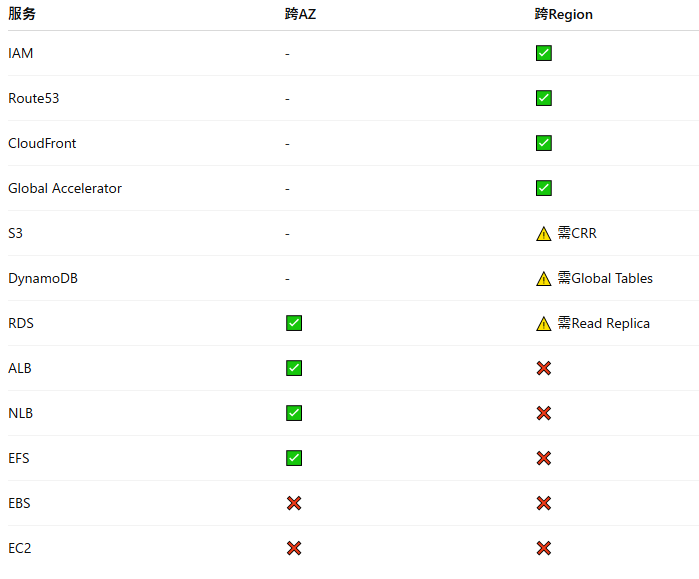 服务 跨AZ 跨Region
IAM - ✅
Route53 - ✅
CloudFront - ✅
Global Accelerator - ✅
S3 - ⚠️ 需CRR
DynamoDB - ⚠️ 需Global Tables
RDS ✅ ⚠️ 需Read Replica
ALB ✅ ❌
NLB ✅ ❌
EFS ✅ ❌
EBS ❌ ❌
EC2 ❌ ❌